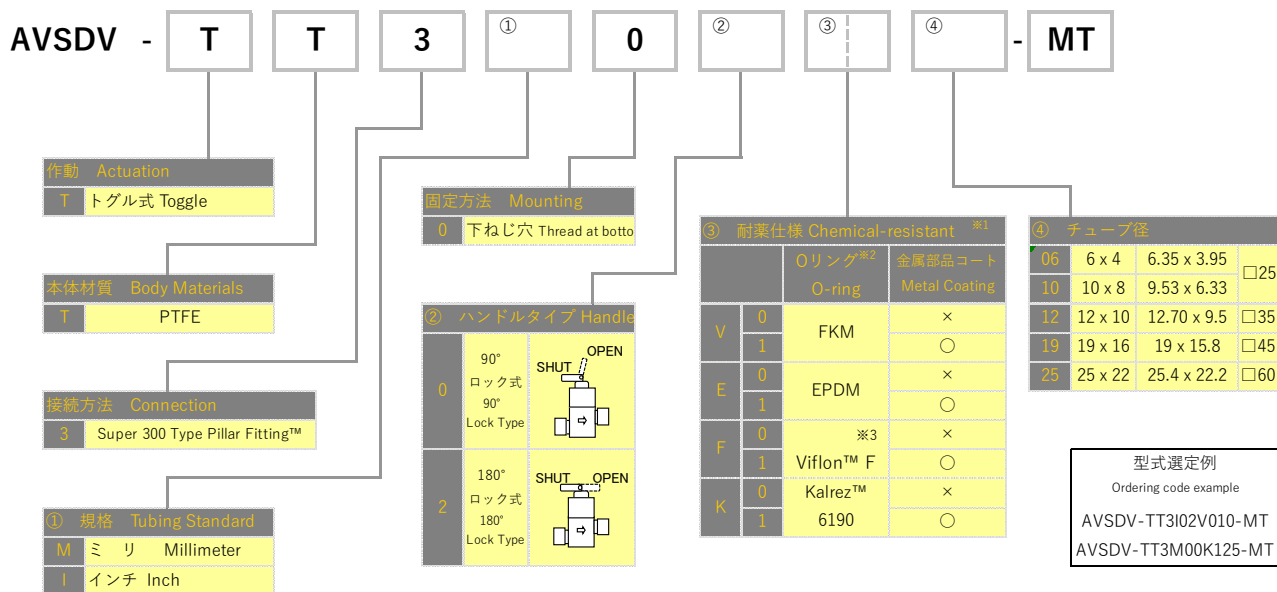 AVSDV - T T 3 ① 0 ② ③ ④ - MT
作動 Actuation
T トグル式 Toggle
本体材質 Body Materials
T PTFE
接続方法 Connection
3 Super 300 Type Pillar Fitting™
① 規格 Tubing Standard
M ミ リ Millimeter
I インチ Inch
固定方法 Mounting
0 下ねじ穴 Thread at botto
② ハンドルタイプ Handle
0 90°
ロック式
90°
Lock Type
SHUT OPEN
2 180°
ロック式
180°
Lock Type
SHUT OPEN
③ 耐薬仕様 Chemical-resistant ※1
Oリング※2 金属部品コート
O-ring Metal Coating
V 0 FKM ×
1 ○
E 0 EPDM ×
1 ○
F 0 ※3 ×
1 Viflon™ F ○
K 0 Kalrez™ ×
1 6190 ○
④ チューブ径
06 6 x 4 6.35 x 3.95 □25
10 10 x 8 9.53 x 6.33
12 12 x 10 12.70 x 9.5 □35
19 19 x 16 19 x 15.8 □45
25 25 x 22 25.4 x 22.2 □60
型式選定例
Ordering code example
AVSDV-TT3I02V010-MT
AVSDV-TT3M00K125-MT